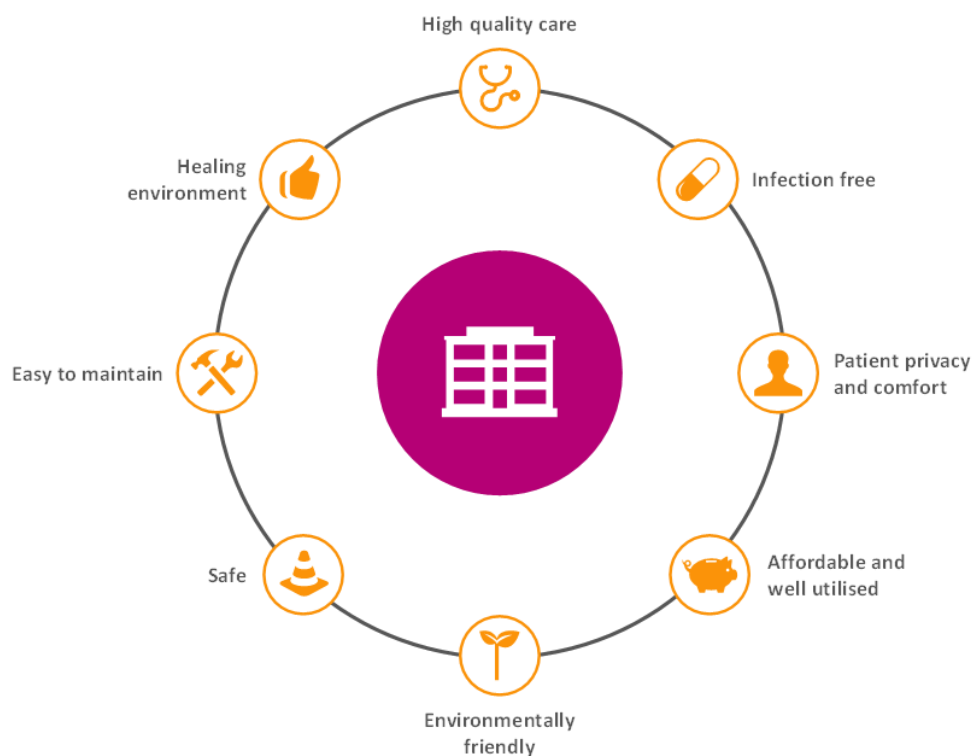 High quality care
Infection free
Patient privacy
and comfort
Affordable and
well utilised
Environmentally
friendly
Safe
Easy to maintain
Healing
environment